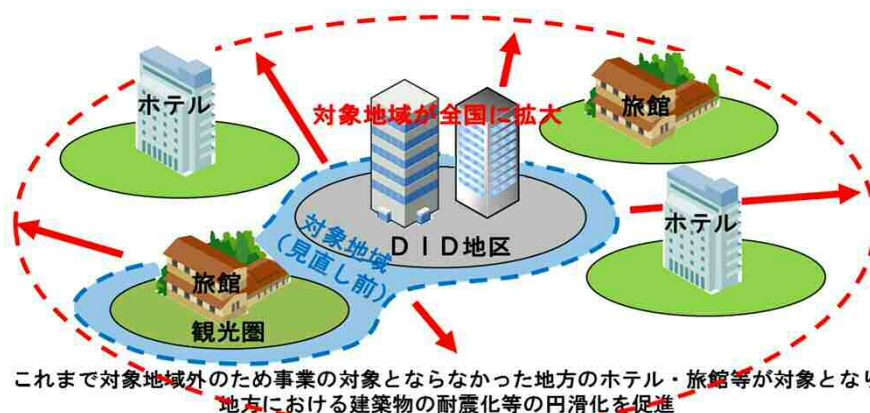 ホテル
旅館
対象地域が全国に拡大
ホテル
対象地域
(見直し前)
DID地区
旅館
観光圏
これまで対象地域外のため事業の対象とならなかった地方のホテル・旅館等が対象となり
地方における建築物の耐震化等の円滑化を促進